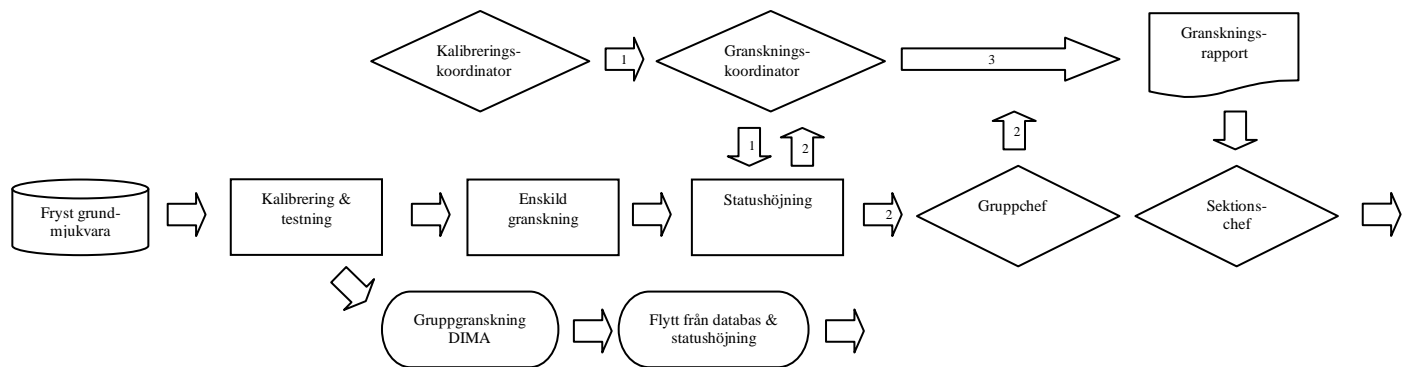 Kalibrerings-
koordinator
1
Gransknings-
koordinator
3
Gransknings-
rapport
1
2
2
Fryst grund-
mjukvara
Kalibrering &
testning
Enskild
granskning
Statushöjning
2
Gruppchef
Sektions-
chef
Gruppgranskning
DIMA
Flytt från databas &
statushöjning